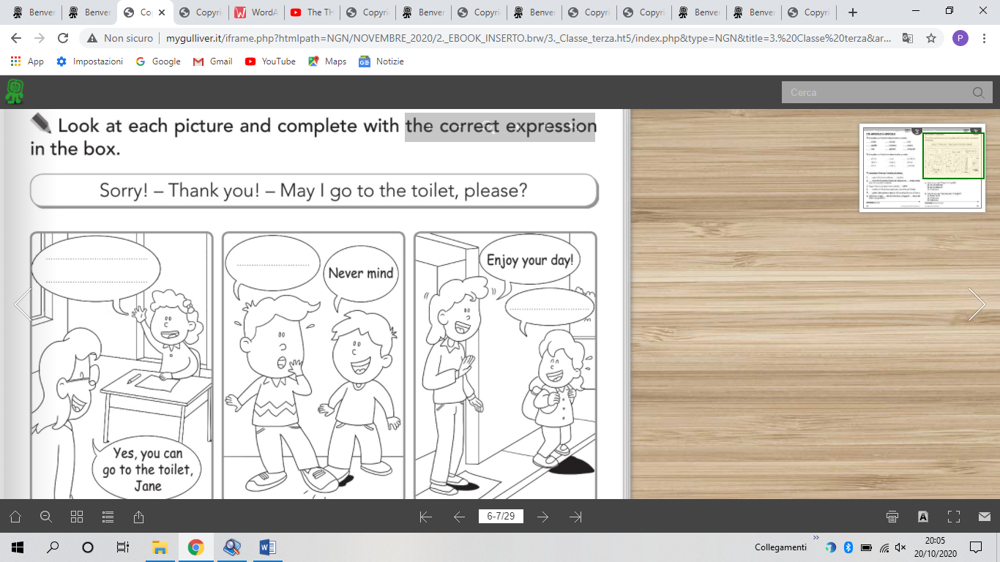 Benver
Benver
Co
Copyri
WordA
The TH
Copyri
Benver
Copyri
Benver
Copyri
Copyri
Benver
Benver
Copyri
Non sicuro
mygulliver.it/iframe.php?htmlpath=NGN/NOVEMBRE_2020/2._EBOOK_INSERTO.brw/3._Classe_terza.ht5/index.php&type=NGN&title=3.%20Classe%20terza&ar...
P
App
Impostazioni
Google
Gmail
YouTube
Maps
Notizie
Cerca
Look at each picture and complete with the correct expression
in the box.
Sorry! – Thank you! – May I go to the toilet, please?
Never mind
Enjoy your day!
Yes, you can
go to the toilet,
Jane
6-7/29
Collegamenti
20:05
20/10/2020